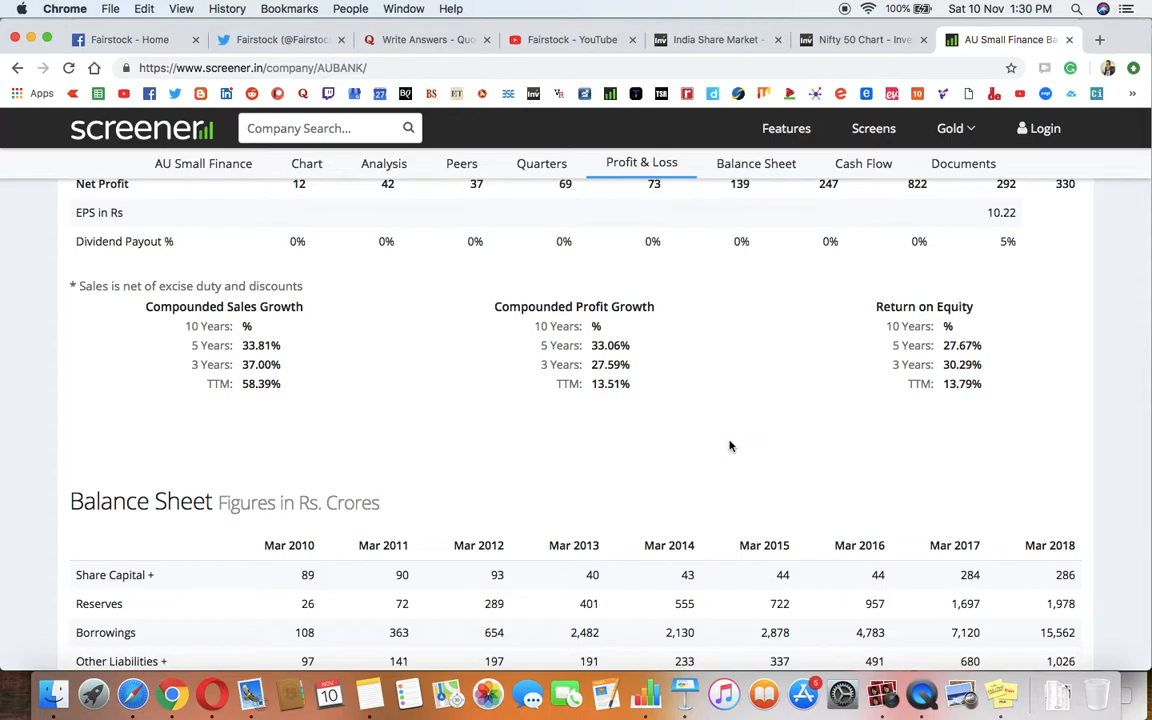 Chrome File Edit View History Bookmarks People Window Help 100% Sat 10 Nov 1:30 PM
Fairstock - Home × Fairstock (@Fairstoc × Write Answers - Quo × Fairstock - YouTube × India Share Market - × Nifty 50 Chart - Inve × AU Small Finance Ba ×
https://www.screener.in/company/AUBANK/
Apps
screener Company Search... Features Screens Gold Login
AU Small Finance Chart Analysis Peers Quarters Profit & Loss Balance Sheet Cash Flow Documents
Net Profit 12 42 37 69 73 139 247 822 292 330
EPS in Rs 10.22
Dividend Payout % 0% 0% 0% 0% 0% 0% 0% 0% 5%
* Sales is net of excise duty and discounts
Compounded Sales Growth Compounded Profit Growth Return on Equity
10 Years: % 10 Years: % 10 Years: %
5 Years: 33.81% 5 Years: 33.06% 5 Years: 27.67%
3 Years: 37.00% 3 Years: 27.59% 3 Years: 30.29%
TTM: 58.39% TTM: 13.51% TTM: 13.79%
Balance Sheet Figures in Rs. Crores
Mar 2010 Mar 2011 Mar 2012 Mar 2013 Mar 2014 Mar 2015 Mar 2016 Mar 2017 Mar 2018
Share Capital + 89 90 93 40 43 44 44 284 286
Reserves 26 72 289 401 555 722 957 1,697 1,978
Borrowings 108 363 654 2,482 2,130 2,878 4,783 7,120 15,562
Other Liabilities + 97 141 197 191 233 337 491 680 1,026
NOV
10
5